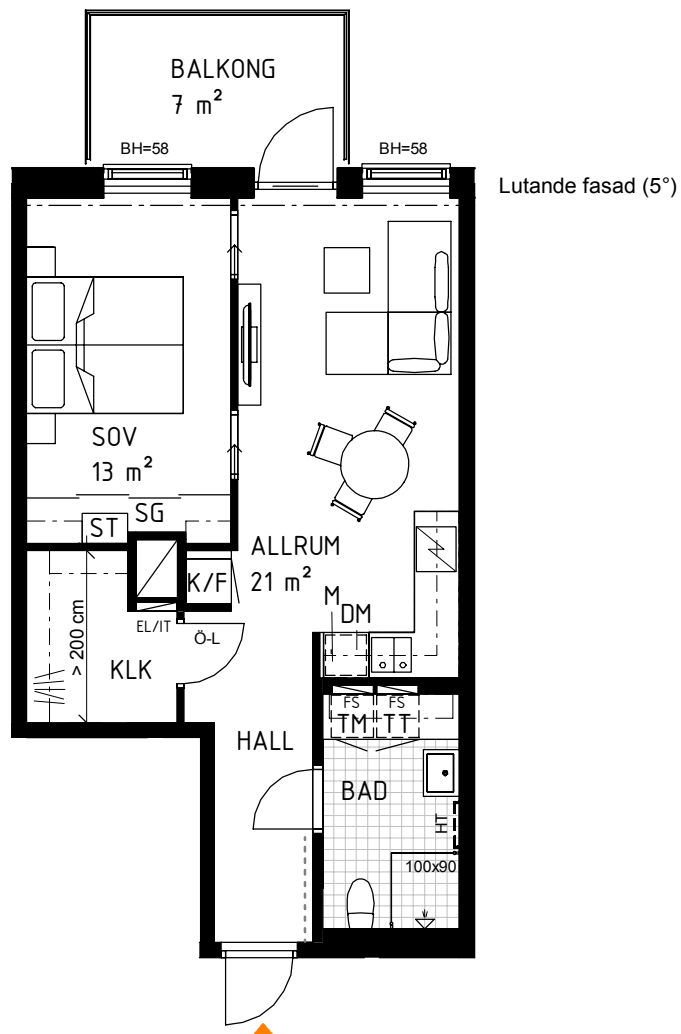 BALKONG
7 m²
BH=58
BH=58
Lutande fasad (5°)
SOV
13 m²
SG
ST
ALLRUM
21 m²
K/F
M
DM
EL/IT
Ö-L
> 200 cm
KLK
FS
FS
TM
TT
HALL
BAD
HT
100x90